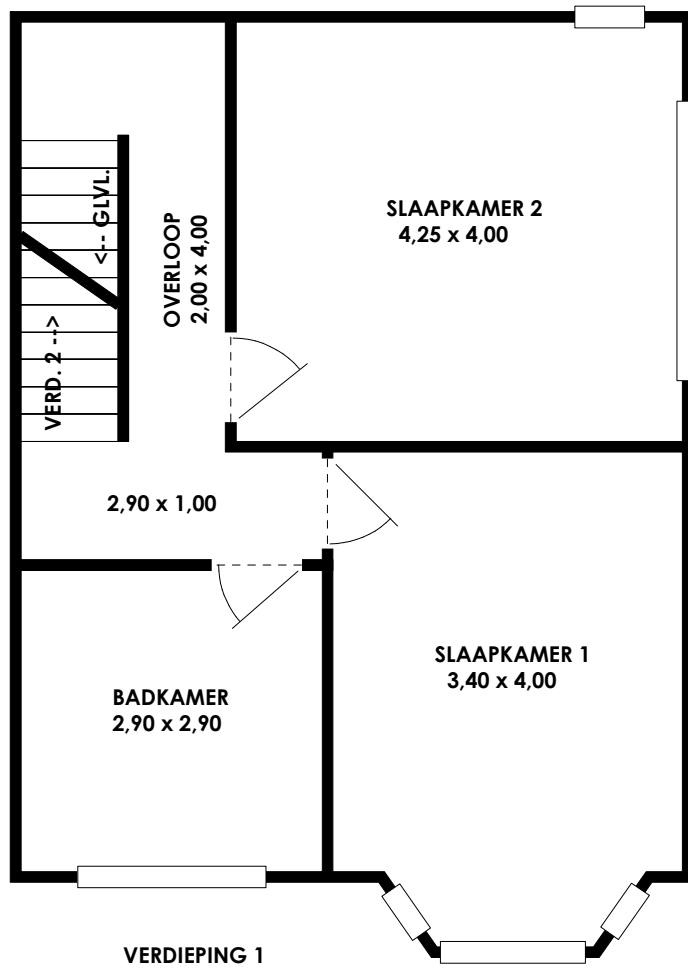 SLAAPKAMER 2
4,25 x 4,00
OVERLOOP
2,00 x 4,00
<-- GLVL.
VERD. 2 -->
2,90 x 1,00
SLAAPKAMER 1
3,40 x 4,00
BADKAMER
2,90 x 2,90
VERDIEPING 1